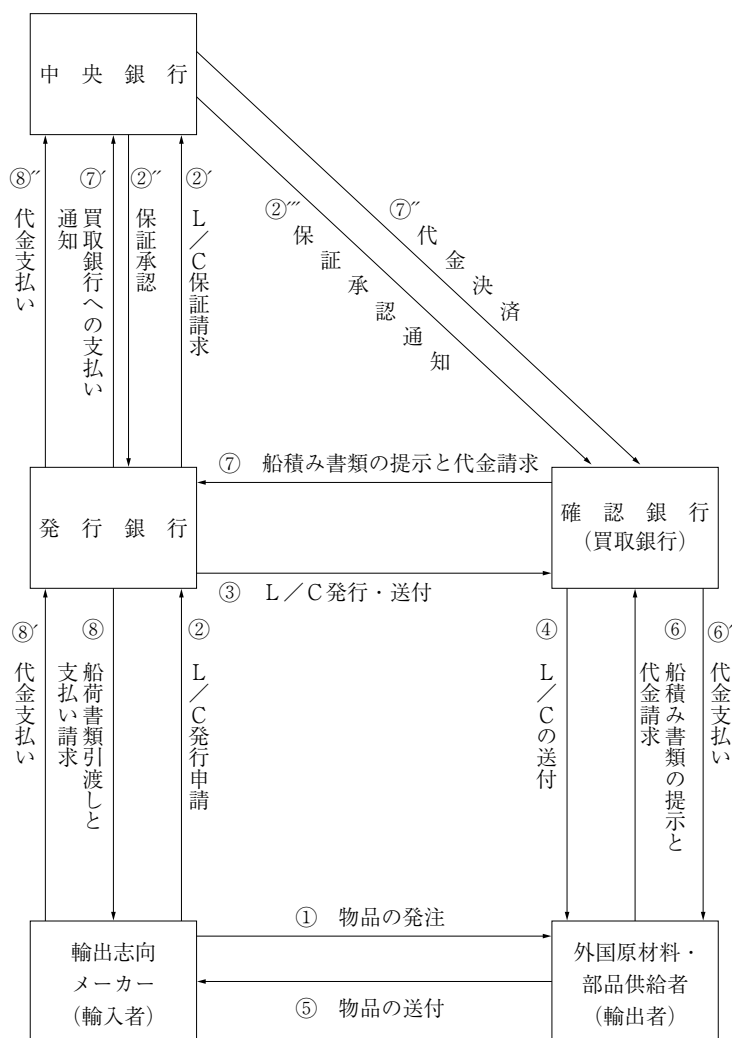 中央銀行
⑧″ 代金支払い
⑦′ 買取銀行への支払い
通知
②″ 保証承認
②′ L／C保証請求
②‴ 保証承認通知
⑦″ 代金決済
⑦ 船積み書類の提示と代金請求
発行銀行
確認銀行
（買取銀行）
③ L／C発行・送付
⑧′ 代金支払い
⑧ 船荷書類引渡しと
支払い請求
② L／C発行申請
④ L／Cの送付
⑥ 船積み書類の提示と
代金請求
⑥′ 代金支払い
① 物品の発注
輸出志向
メーカー
（輸入者）
外国原材料・
部品供給者
（輸出者）
⑤ 物品の送付